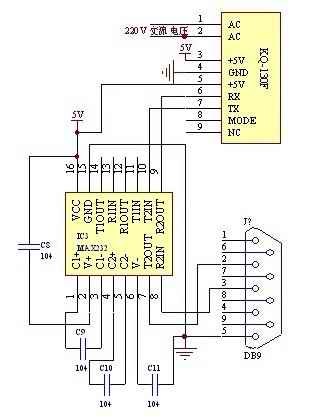 1 AC
220V 交流 电压 2 AC
5V
3 +5V
4 GND
5 +5V
6 RX
7 TX
8 MODE
9 NC
KQ-130F
5V
16 15 14 13 12 11 10 9
VCC GND T1OUT R1IN R1OUT T1IN T2IN R2OUT
IC3
MAX232
C1+ V+ C1- C2+ C2- V- T2OUT R2IN
1 2 3 4 5 6 7 8
C8
104
C9
104
C10
104
C11
104
J?
1
6
2
7
3
8
4
9
5
DB9